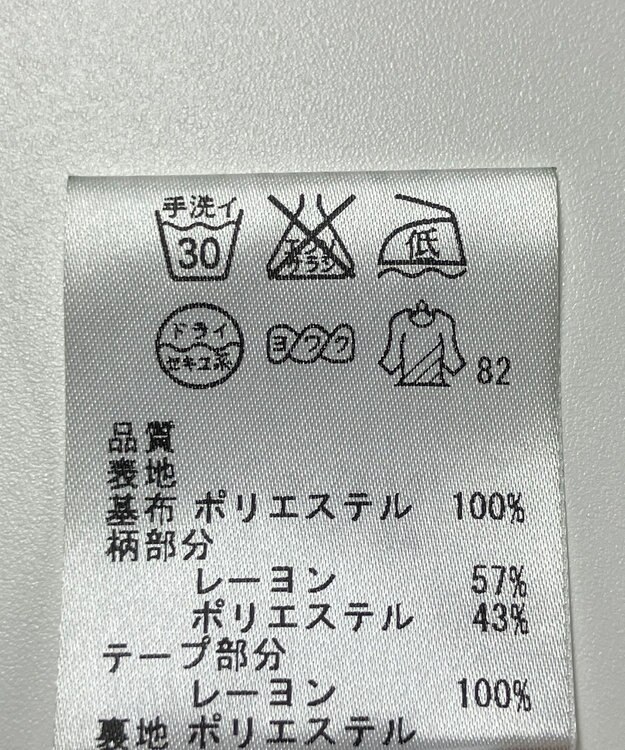 手洗イ
30
エンソ
サラシ
低
ドライ
セキユ系
ヨワク
82
品質
表地
基布 ポリエステル 100%
柄部分
レーヨン 57%
ポリエステル 43%
テープ部分
レーヨン 100%
裏地 ポリエステル